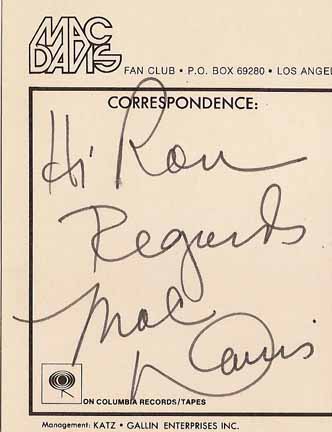 MAC
DAVIS
FAN CLUB • P.O. BOX 69280 • LOS ANGEL
CORRESPONDENCE:
Hi Ron
Regards
Mac
Davis
ON COLUMBIA RECORDS/TAPES
Management: KATZ • GALLIN ENTERPRISES INC.